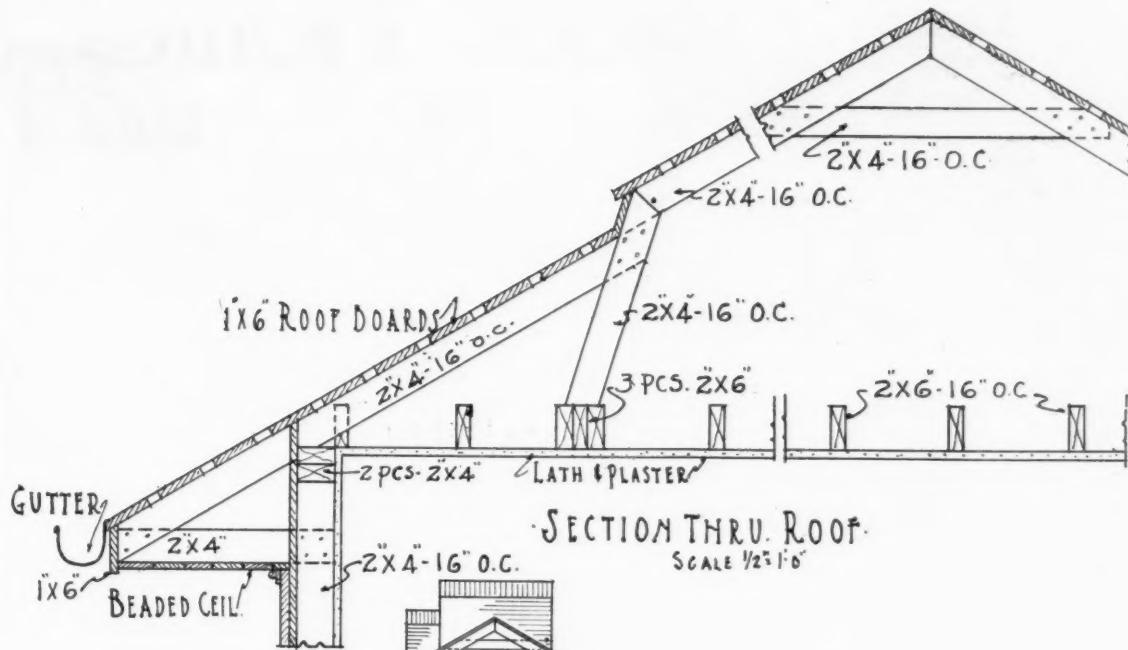 2"X4"-16"-O.C.
2"X4"-16" O.C.
1"X6" ROOF BOARDS
2"X4"-16" O.C.
2"X4"-16" O.C.
3 PCS. 2"X6"
2"X6"-16" O.C.
2 PCS. 2"X4"
LATH & PLASTER
GUTTER
SECTION THRU. ROOF.
SCALE 1/2"=1'-0"
2"X4"
2"X4"-16" O.C.
1"X6"
BEADED CEIL.